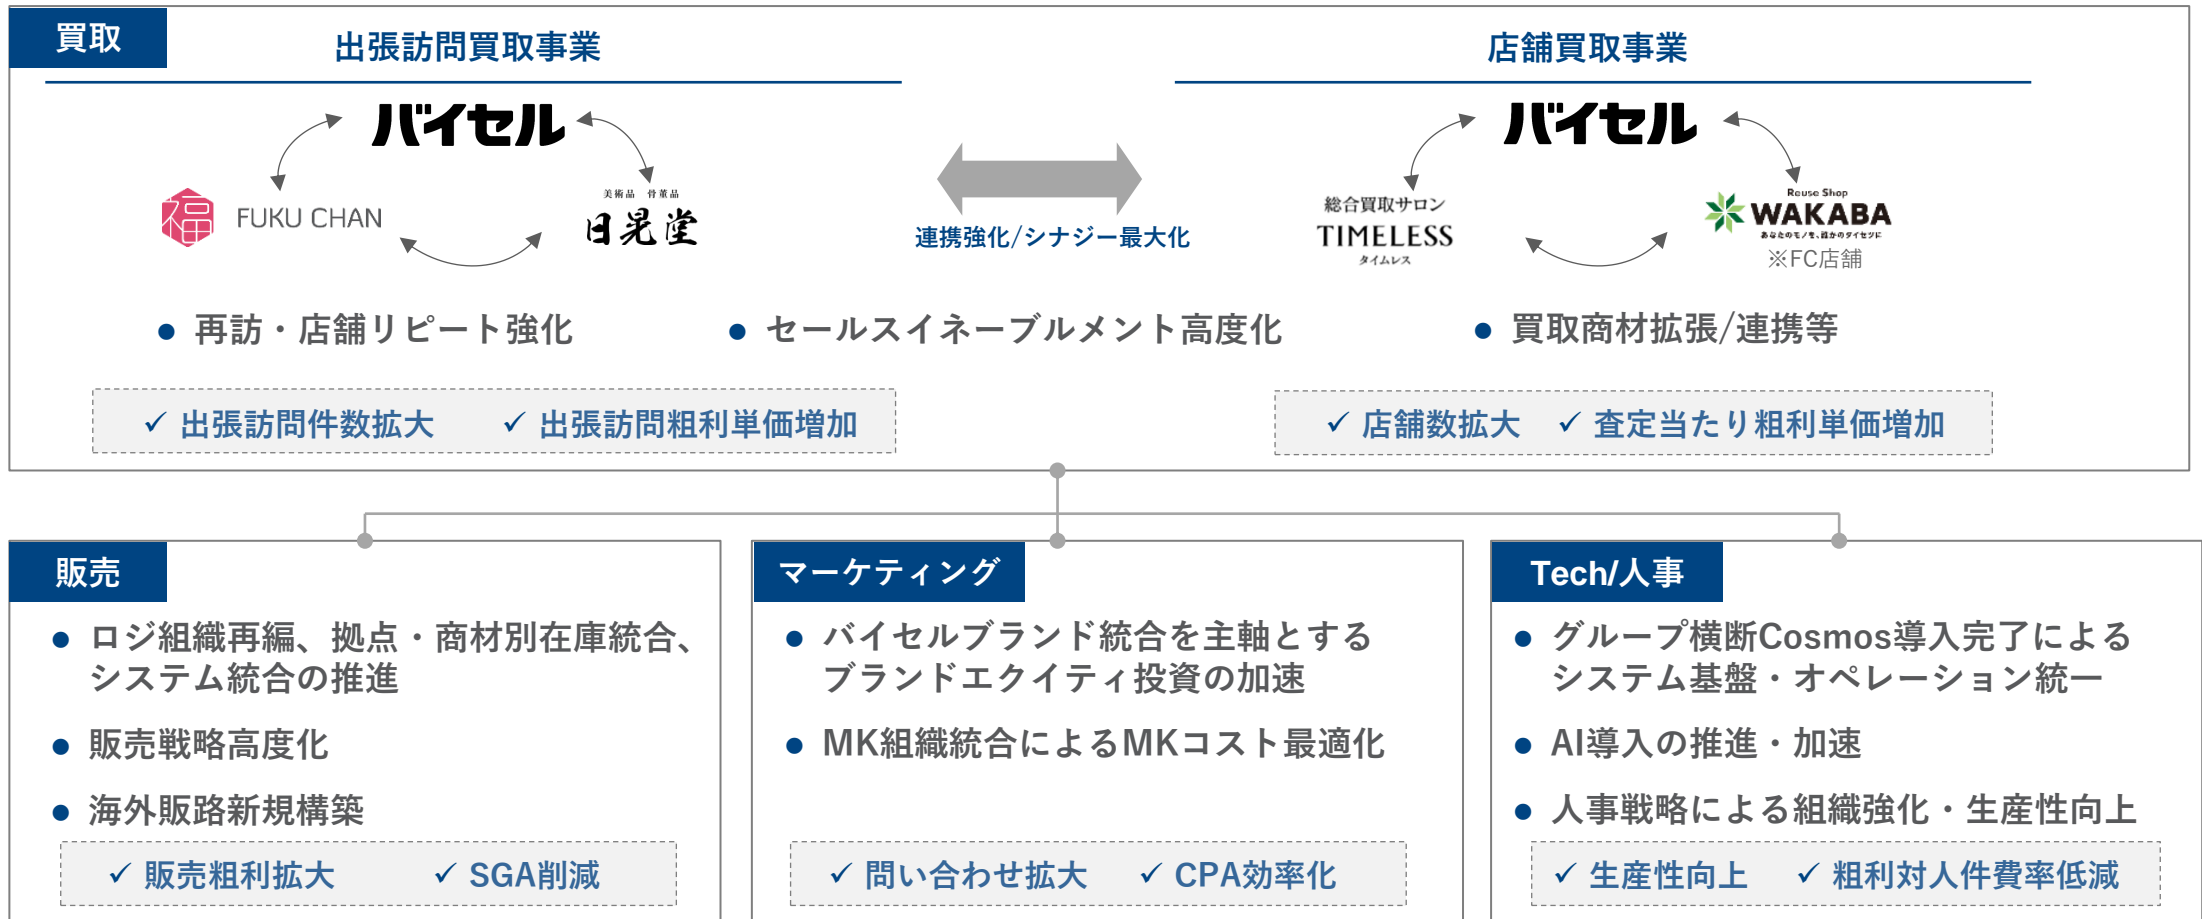 買取
出張訪問買取事業
店舗買取事業
バイセル
FUKU CHAN
美術品 骨董品
日晃堂
連携強化/シナジー最大化
バイセル
総合買取サロン
TIMELESS
タイムレス
Reuse Shop
WAKABA
あなたのモノを、誰かのダイセツに
※FC店舗
● 再訪・店舗リピート強化
● セールスイネーブルメント高度化
● 買取商材拡張/連携等
✓ 出張訪問件数拡大 ✓ 出張訪問粗利単価増加
✓ 店舗数拡大 ✓ 査定当たり粗利単価増加
販売
● ロジ組織再編、拠点・商材別在庫統合、
システム統合の推進
● 販売戦略高度化
● 海外販路新規構築
✓ 販売粗利拡大 ✓ SGA削減
マーケティング
● バイセルブランド統合を主軸とする
ブランドエクイティ投資の加速
● MK組織統合によるMKコスト最適化
✓ 問い合わせ拡大 ✓ CPA効率化
Tech/人事
● グループ横断Cosmos導入完了による
システム基盤・オペレーション統一
● AI導入の推進・加速
● 人事戦略による組織強化・生産性向上
✓ 生産性向上 ✓ 粗利対人件費率低減